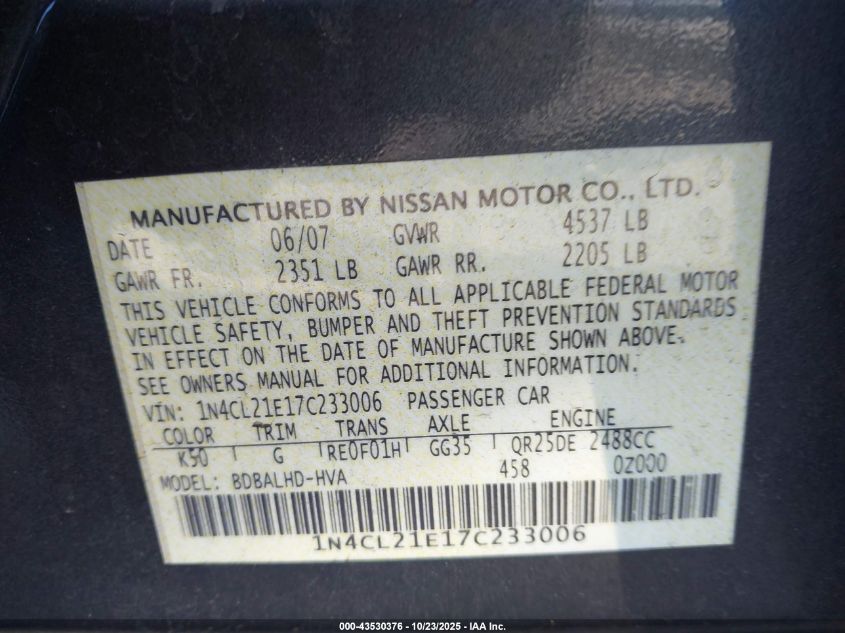 MANUFACTURED BY NISSAN MOTOR CO., LTD.
DATE 06/07 GVWR 4537 LB
GAWR FR. 2351 LB GAWR RR. 2205 LB
THIS VEHICLE CONFORMS TO ALL APPLICABLE FEDERAL MOTOR
VEHICLE SAFETY, BUMPER AND THEFT PREVENTION STANDARDS
IN EFFECT ON THE DATE OF MANUFACTURE SHOWN ABOVE.
SEE OWNERS MANUAL FOR ADDITIONAL INFORMATION.
VIN: 1N4CL21E17C233006 PASSENGER CAR
COLOR TRIM TRANS AXLE ENGINE
K50 G RE0F01H GG35 QR25DE 2488CC
MODEL: BDBALHD-HVA 458 0Z000
1N4CL21E17C233006
000-43530376 - 10/23/2025 - IAA Inc.